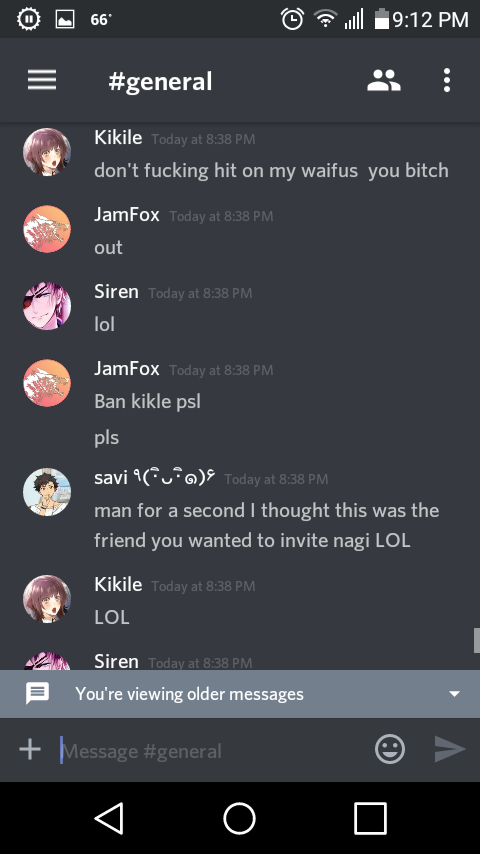 66°
9:12 PM
#general
Kikile Today at 8:38 PM
don't fucking hit on my waifus you bitch
JamFox Today at 8:38 PM
out
Siren Today at 8:38 PM
lol
JamFox Today at 8:38 PM
Ban kikle psl
pls
savi ٩(･ิᴗ･ิ๑)۶ Today at 8:38 PM
man for a second I thought this was the
friend you wanted to invite nagi LOL
Kikile Today at 8:38 PM
LOL
Siren Today at 8:38 PM
You're viewing older messages
Message #general